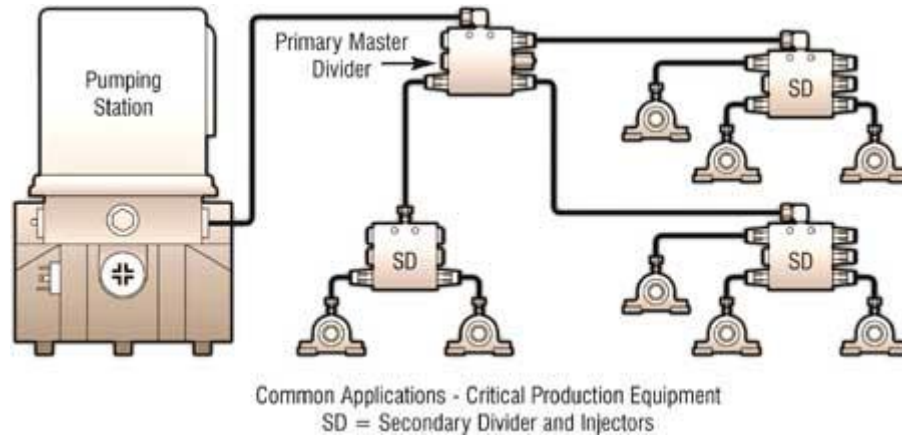 Primary Master
Divider
Pumping
Station
SD
SD
SD
Common Applications - Critical Production Equipment
SD = Secondary Divider and Injectors